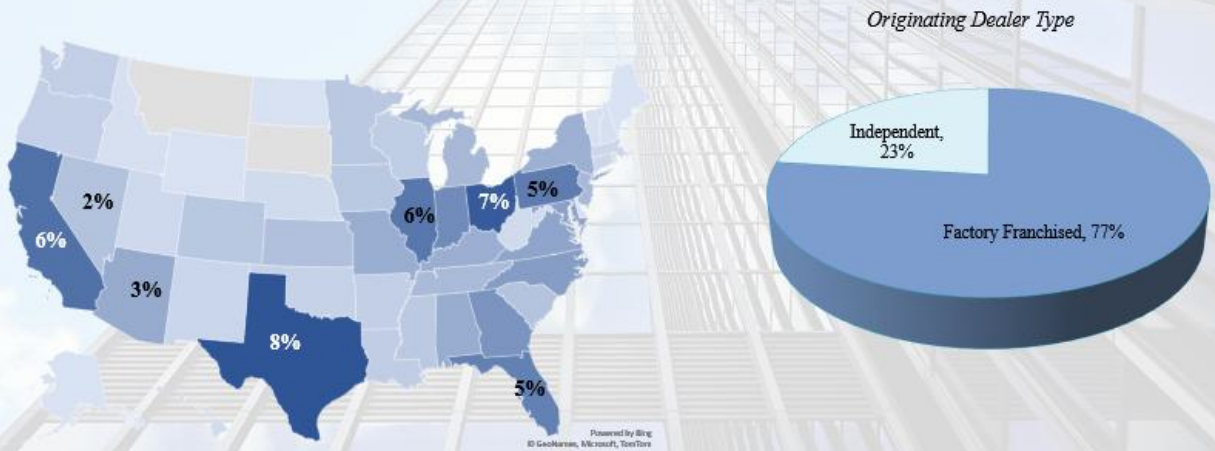 Originating Dealer Type
Independent,
23%
Factory Franchised, 77%
2%
6%
3%
8%
6%
7%
5%
5%
Powered by Bing
© GeoNames, Microsoft, TomTom